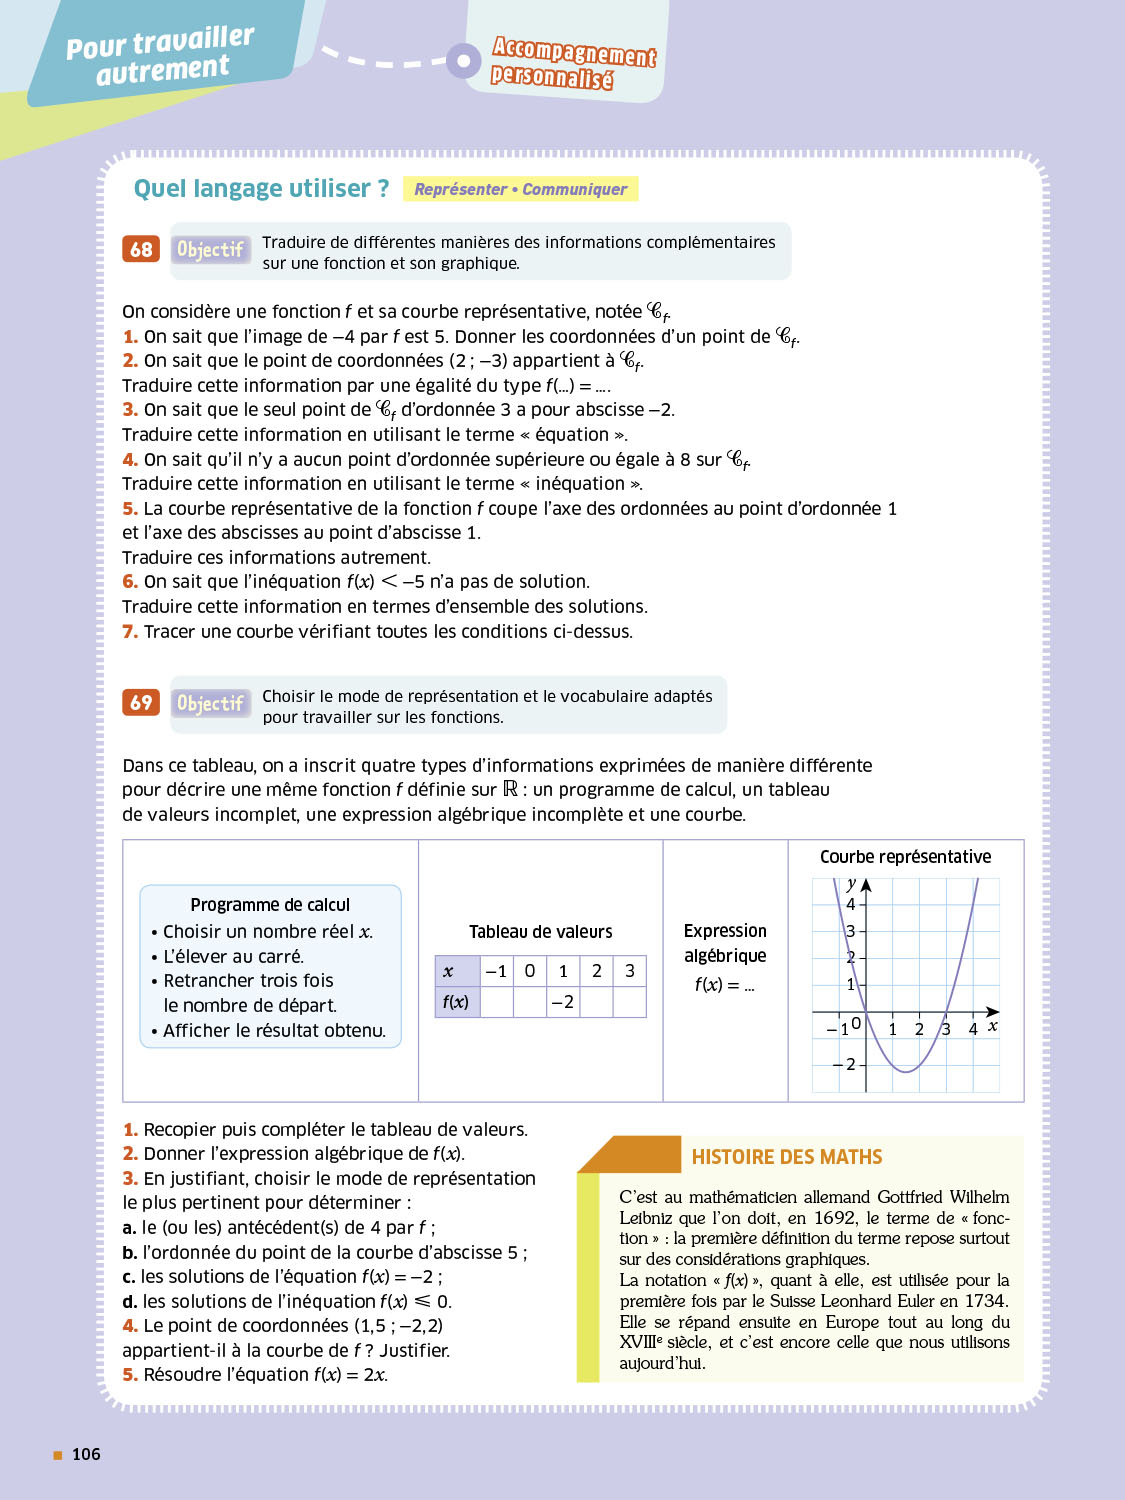 Pour travailler
autrement
Accompagnement
personnalisé
Quel langage utiliser ? Représenter • Communiquer
68 Objectif Traduire de différentes manières des informations complémentaires
sur une fonction et son graphique.
On considère une fonction f et sa courbe représentative, notée 𝒞f.
1. On sait que l’image de −4 par f est 5. Donner les coordonnées d’un point de 𝒞f.
2. On sait que le point de coordonnées (2 ; −3) appartient à 𝒞f.
Traduire cette information par une égalité du type f(...) = ....
3. On sait que le seul point de 𝒞f d’ordonnée 3 a pour abscisse −2.
Traduire cette information en utilisant le terme « équation ».
4. On sait qu’il n’y a aucun point d’ordonnée supérieure ou égale à 8 sur 𝒞f.
Traduire cette information en utilisant le terme « inéquation ».
5. La courbe représentative de la fonction f coupe l’axe des ordonnées au point d’ordonnée 1
et l’axe des abscisses au point d’abscisse 1.
Traduire ces informations autrement.
6. On sait que l’inéquation f(x) < −5 n’a pas de solution.
Traduire cette information en termes d’ensemble des solutions.
7. Tracer une courbe vérifiant toutes les conditions ci-dessus.
69 Objectif Choisir le mode de représentation et le vocabulaire adaptés
pour travailler sur les fonctions.
Dans ce tableau, on a inscrit quatre types d’informations exprimées de manière différente
pour décrire une même fonction f définie sur ℝ : un programme de calcul, un tableau
de valeurs incomplet, une expression algébrique incomplète et une courbe.
Programme de calcul
• Choisir un nombre réel x.
• L’élever au carré.
• Retrancher trois fois
le nombre de départ.
• Afficher le résultat obtenu.
Tableau de valeurs
x −1 0 1 2 3
f(x) −2
Expression
algébrique
f(x) = ...
Courbe représentative
y
4
3
2
1
−1 0 1 2 3 4 x
−2
1. Recopier puis compléter le tableau de valeurs.
2. Donner l’expression algébrique de f(x).
3. En justifiant, choisir le mode de représentation
le plus pertinent pour déterminer :
a. le (ou les) antécédent(s) de 4 par f ;
b. l’ordonnée du point de la courbe d’abscisse 5 ;
c. les solutions de l’équation f(x) = −2 ;
d. les solutions de l’inéquation f(x) ⩽ 0.
4. Le point de coordonnées (1,5 ; −2,2)
appartient-il à la courbe de f ? Justifier.
5. Résoudre l’équation f(x) = 2x.
HISTOIRE DES MATHS
C’est au mathématicien allemand Gottfried Wilhelm
Leibniz que l’on doit, en 1692, le terme de « fonc-
tion » : la première définition du terme repose surtout
sur des considérations graphiques.
La notation « f(x) », quant à elle, est utilisée pour la
première fois par le Suisse Leonhard Euler en 1734.
Elle se répand ensuite en Europe tout au long du
XVIIIe siècle, et c’est encore celle que nous utilisons
aujourd’hui.
106